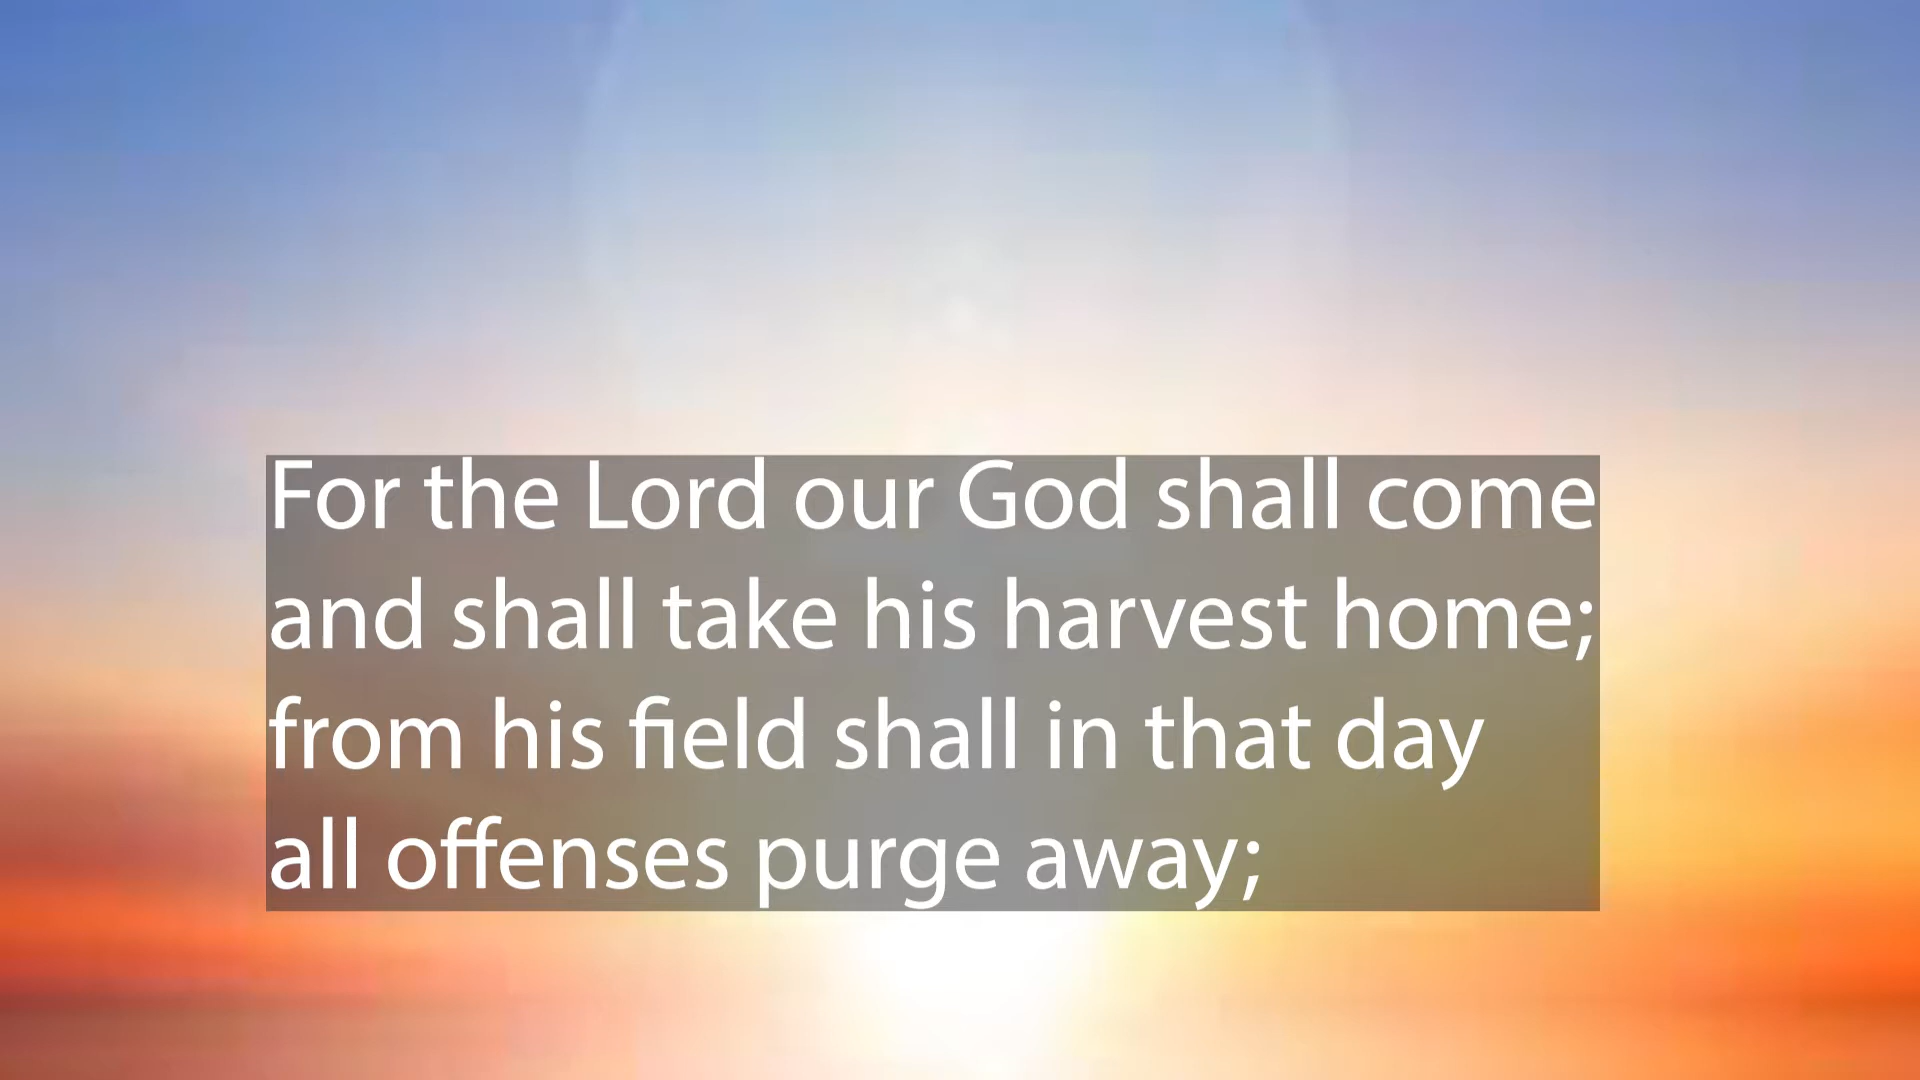 For the Lord our God shall come
and shall take his harvest home;
from his field shall in that day
all offenses purge away;